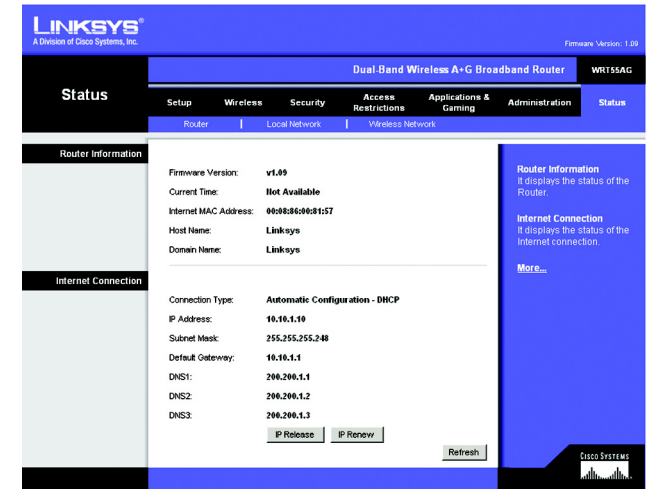 LINKSYS®
A Division of Cisco Systems, Inc.
Firmware Version: 1.09
Dual-Band Wireless A+G Broadband Router WRT55AG
Status
Setup Wireless Security Access Restrictions Applications & Gaming Administration Status
Router | Local Network | Wireless Network
Router Information
Firmware Version: v1.09
Current Time: Not Available
Internet MAC Address: 00:08:86:00:81:57
Host Name: Linksys
Domain Name: Linksys
Internet Connection
Connection Type: Automatic Configuration - DHCP
IP Address: 10.10.1.10
Subnet Mask: 255.255.255.248
Default Gateway: 10.10.1.1
DNS1: 200.200.1.1
DNS2: 200.200.1.2
DNS3: 200.200.1.3
IP Release IP Renew
Refresh
Router Information
It displays the status of the
Router.
Internet Connection
It displays the status of the
Internet connection.
More...
CISCO SYSTEMS